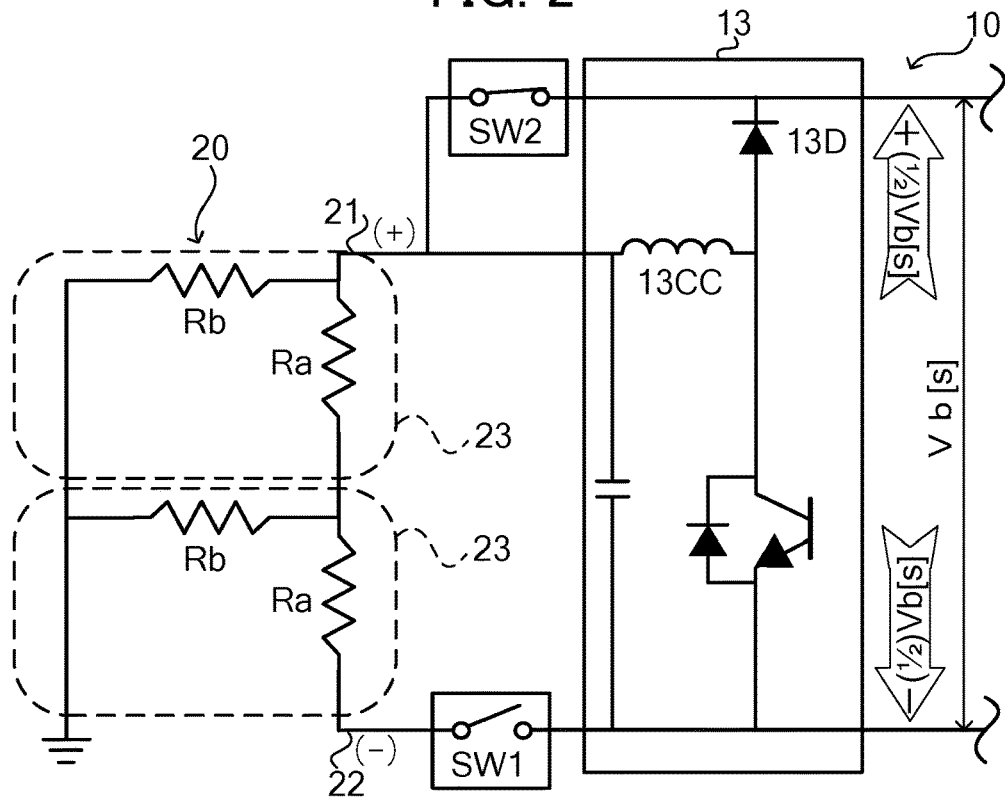 FIG. 2
13
10
SW2
13D
20
21
(+)
13CC
+(½)Vb[s]
Rb
Ra
23
V b[s]
Rb
23
Ra
−(½)Vb[s]
(−)
22
SW1